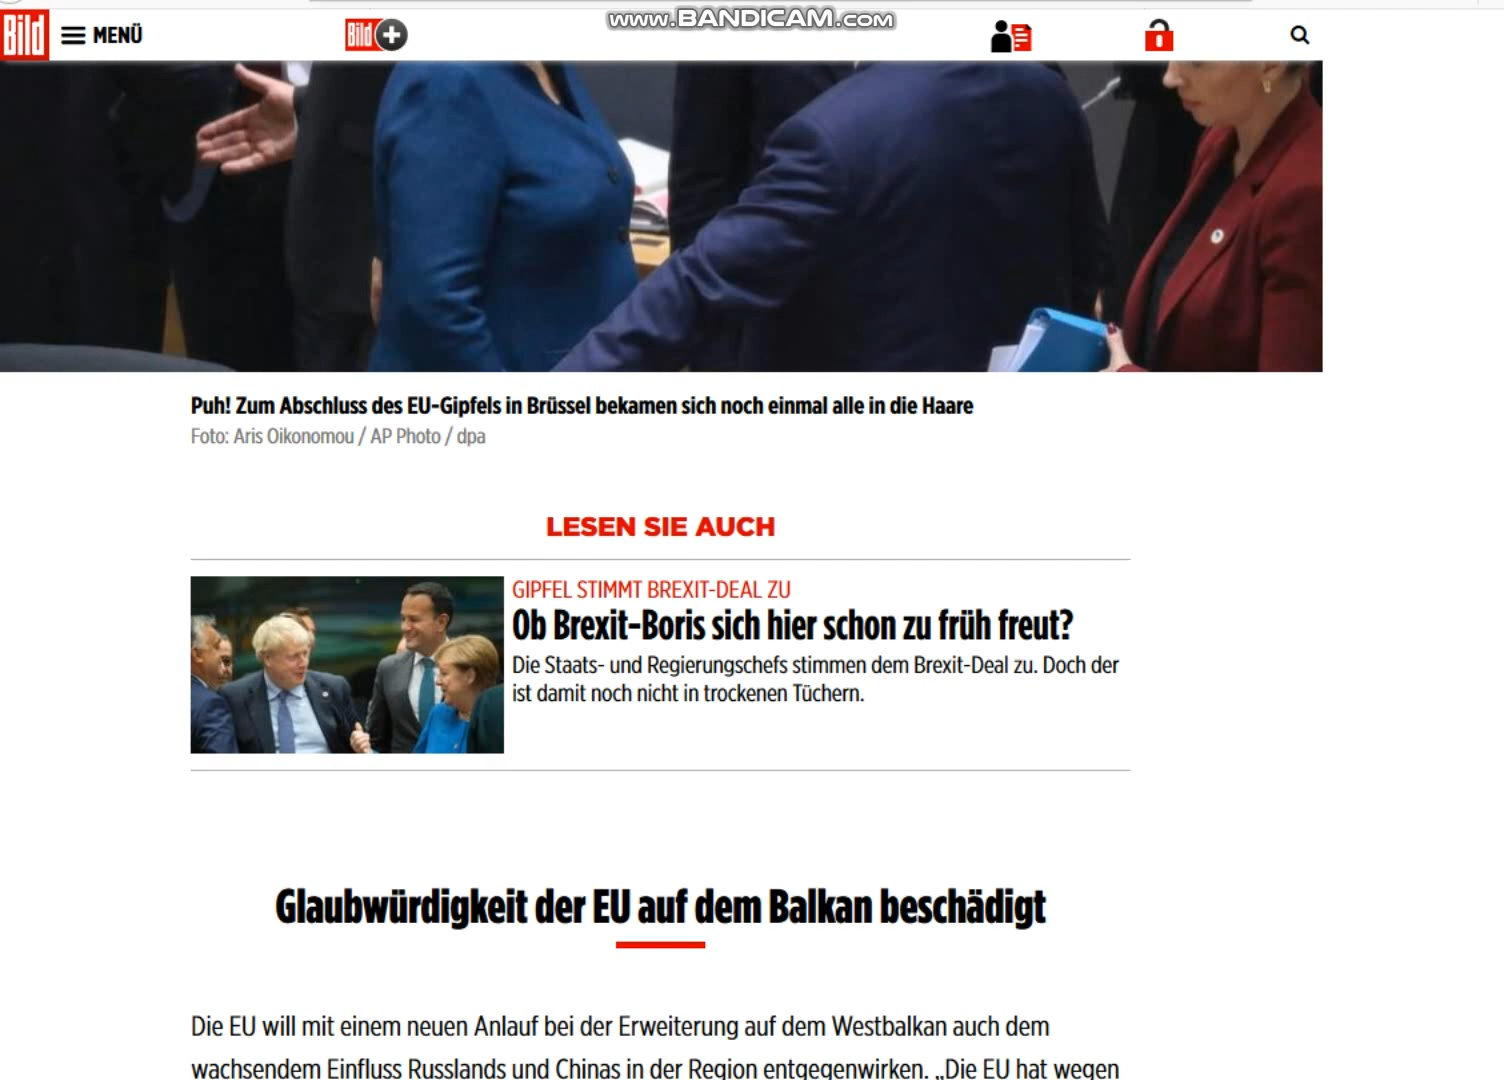 www.BANDICAM.com
Bild
MENÜ
Bild+
Puh! Zum Abschluss des EU-Gipfels in Brüssel bekamen sich noch einmal alle in die Haare
Foto: Aris Oikonomou / AP Photo / dpa
LESEN SIE AUCH
GIPFEL STIMMT BREXIT-DEAL ZU
Ob Brexit-Boris sich hier schon zu früh freut?
Die Staats- und Regierungschefs stimmen dem Brexit-Deal zu. Doch der
ist damit noch nicht in trockenen Tüchern.
Glaubwürdigkeit der EU auf dem Balkan beschädigt
Die EU will mit einem neuen Anlauf bei der Erweiterung auf dem Westbalkan auch dem
wachsendem Einfluss Russlands und Chinas in der Region entgegenwirken. „Die EU hat wegen